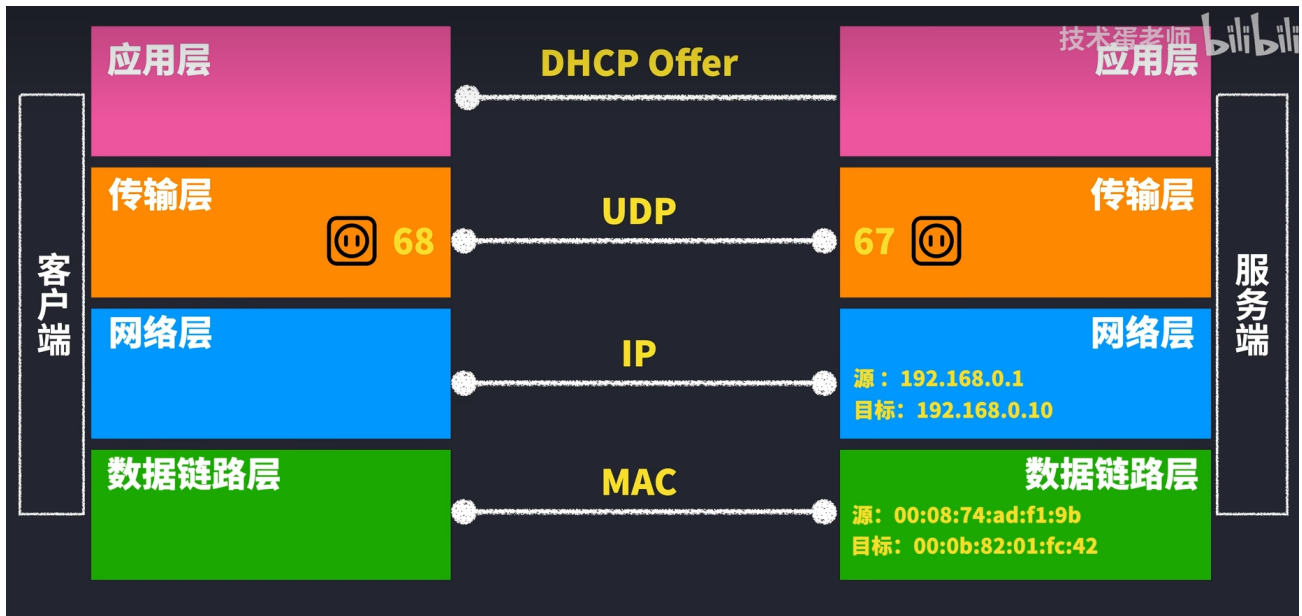 技术蛋老师 bilibili
应用层
DHCP Offer
应用层
传输层
UDP
传输层
68
67
客户端
服务端
网络层
IP
网络层
源：192.168.0.1
目标：192.168.0.10
数据链路层
MAC
数据链路层
源：00:08:74:ad:f1:9b
目标：00:0b:82:01:fc:42